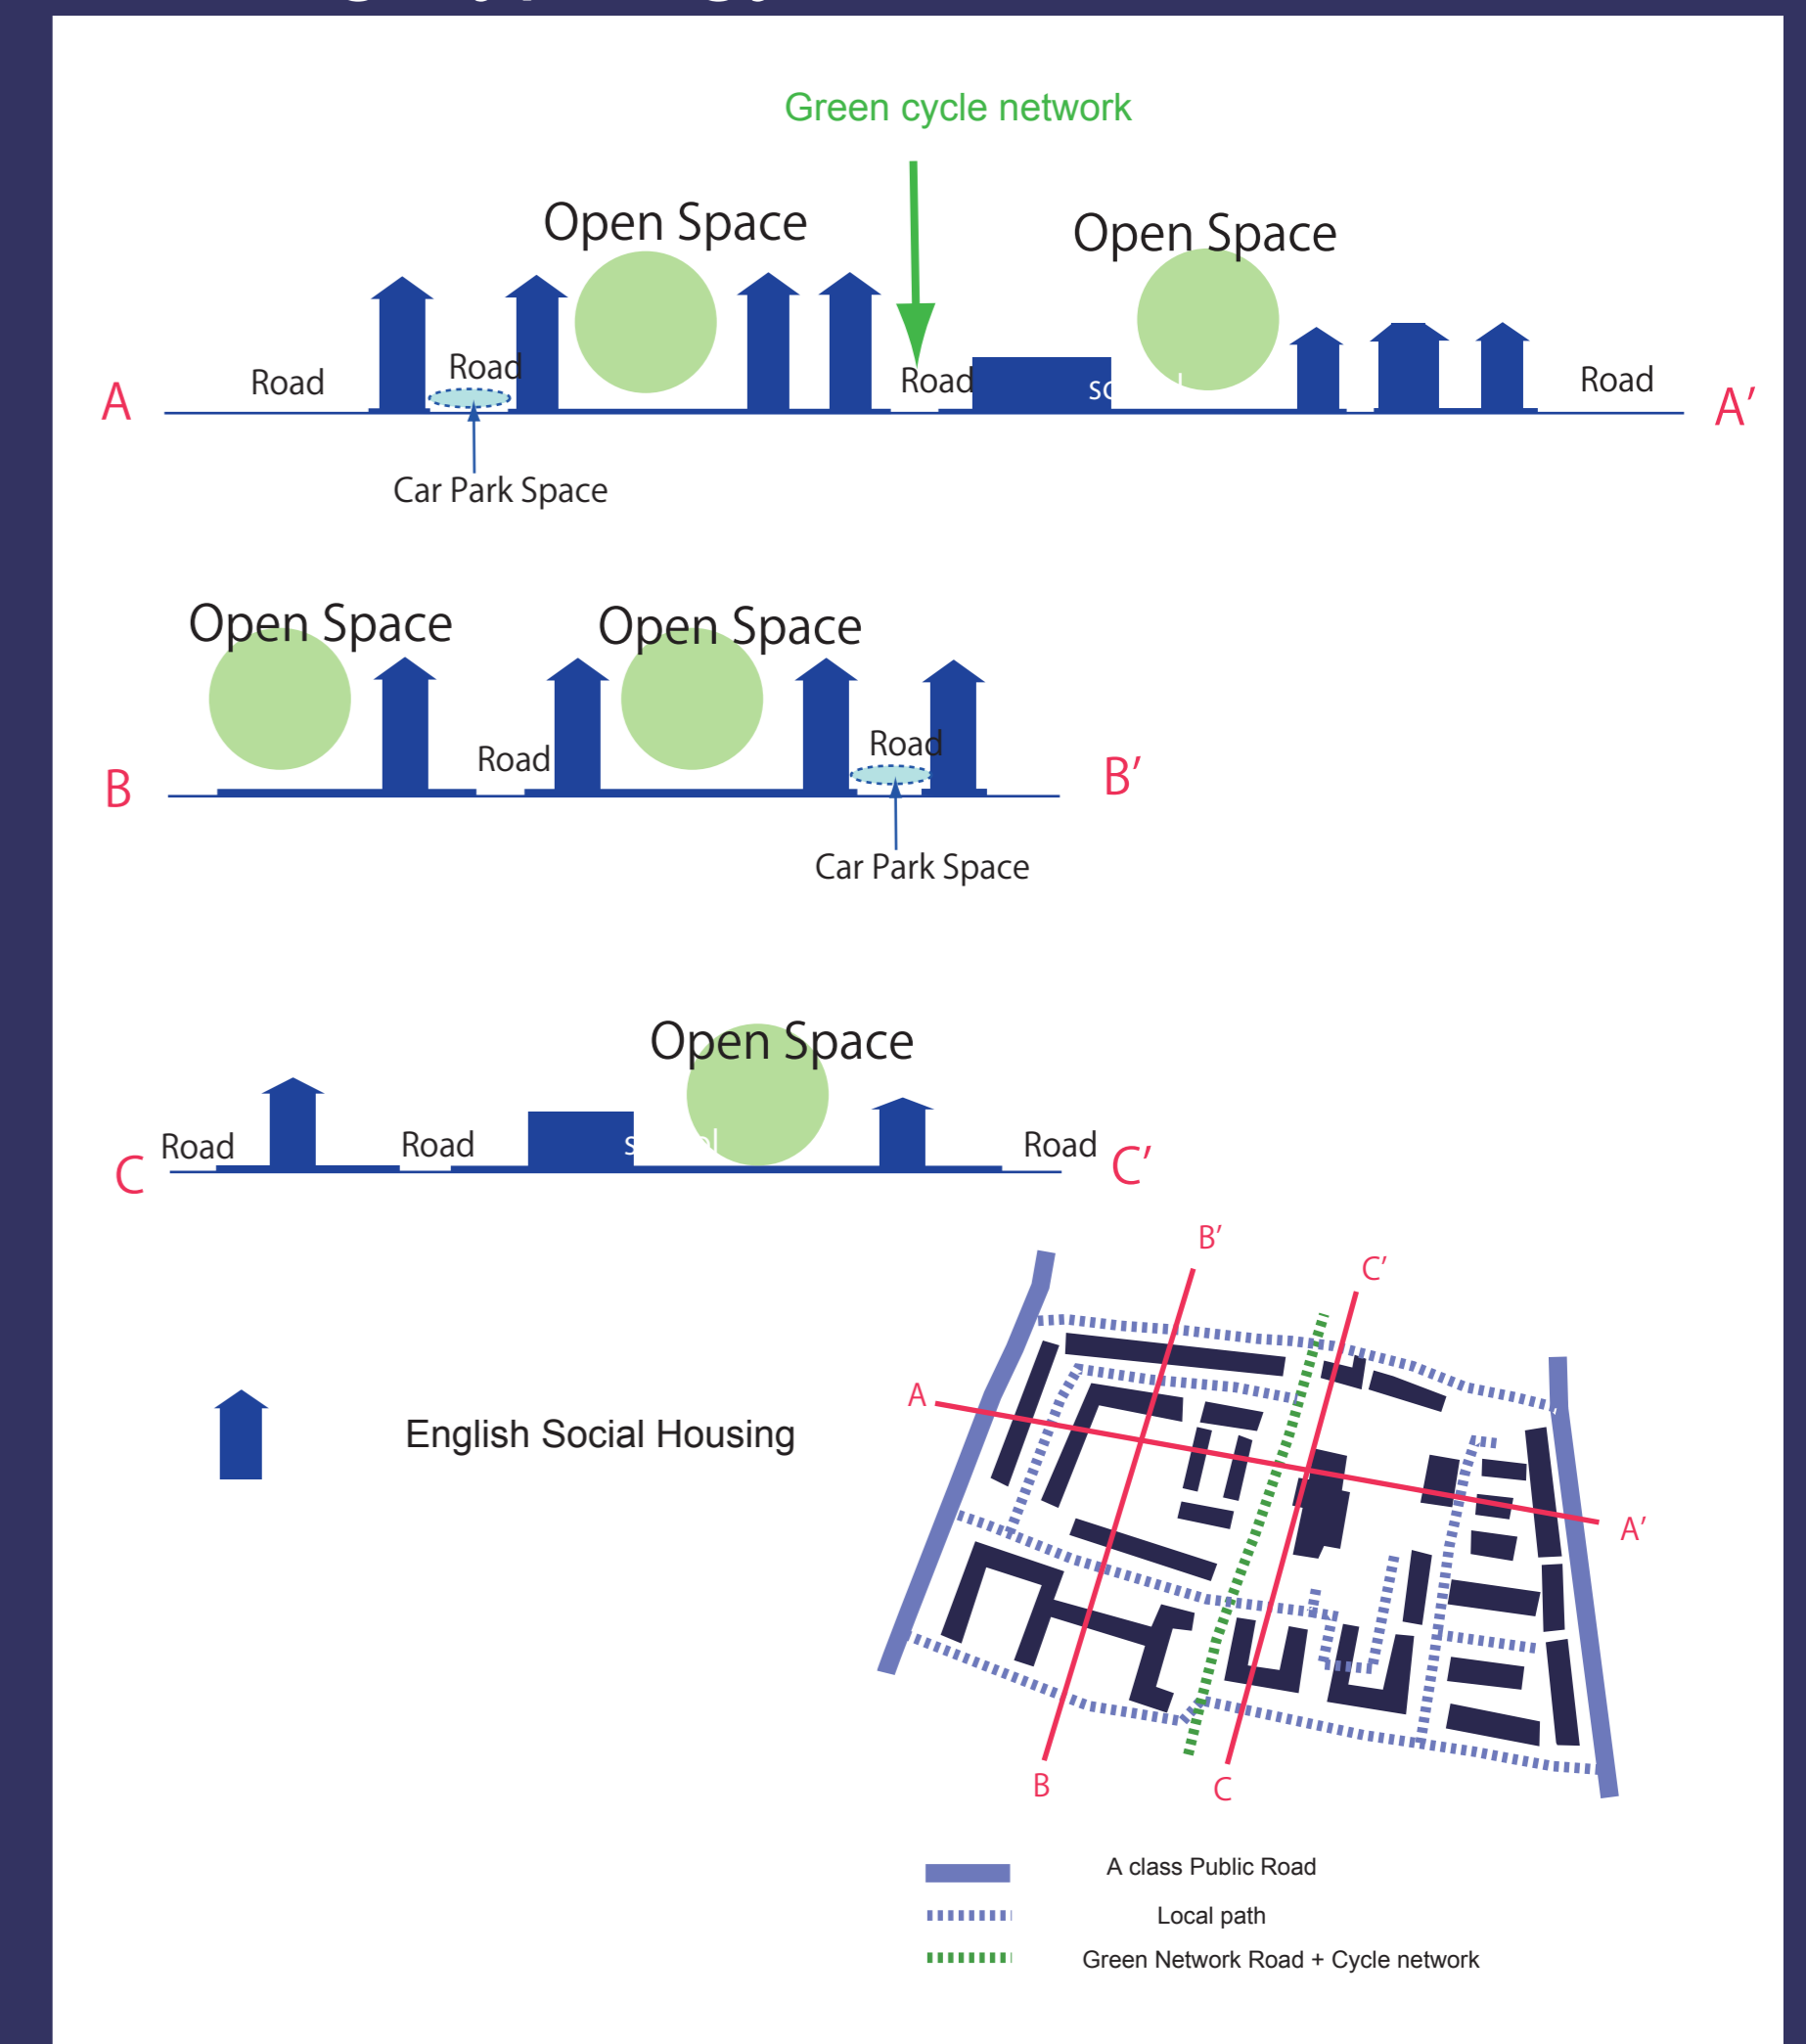 Green cycle network
Open Space
Open Space
Road
Road
Road
Road
A
A'
Car Park Space
Open Space
Open Space
Road
Road
B
B'
Car Park Space
Open Space
Road
Road
Road
C
C'
B'
C'
A
A'
English Social Housing
B
C
A class Public Road
Local path
Green Network Road + Cycle network